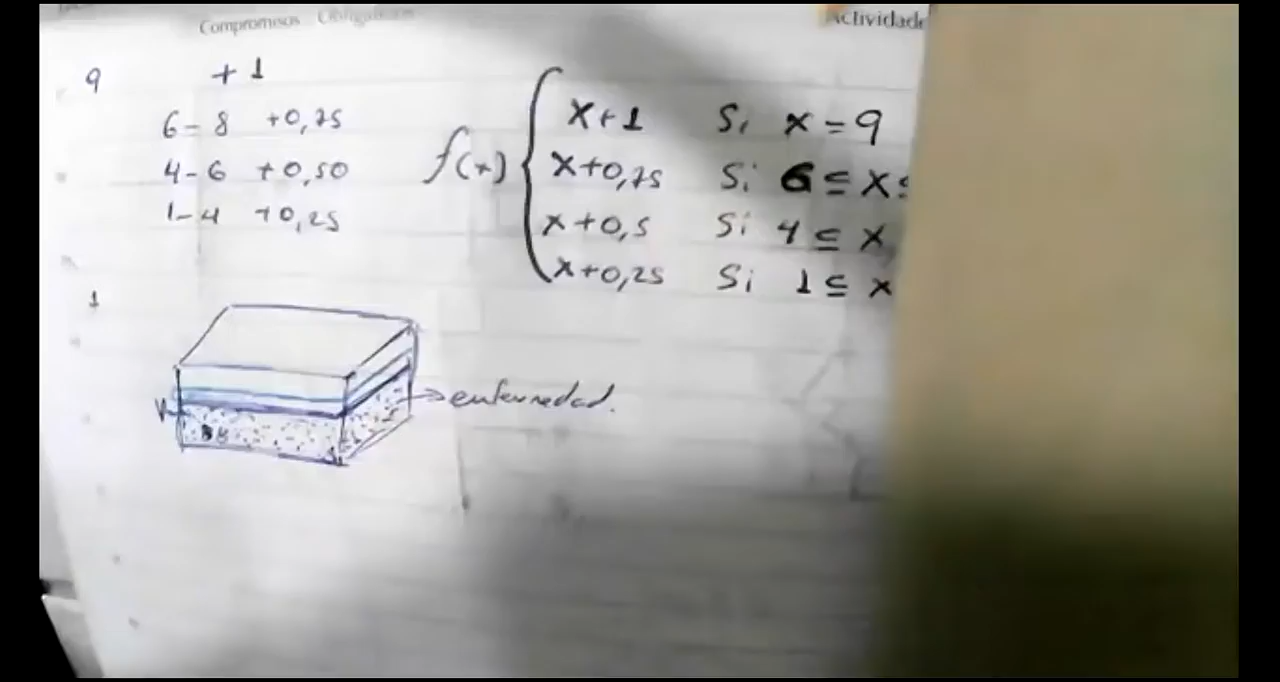 Compromisos Obligatorios
Actividade
9 +1
6-8 +0,75
4-6 +0,50
1-4 +0,25
f(x) {
x+1 Si x=9
x+0,75 Si 6≤x≤
x+0,5 Si 4≤x
x+0,25 Si 1≤x
1
→enfermedad.